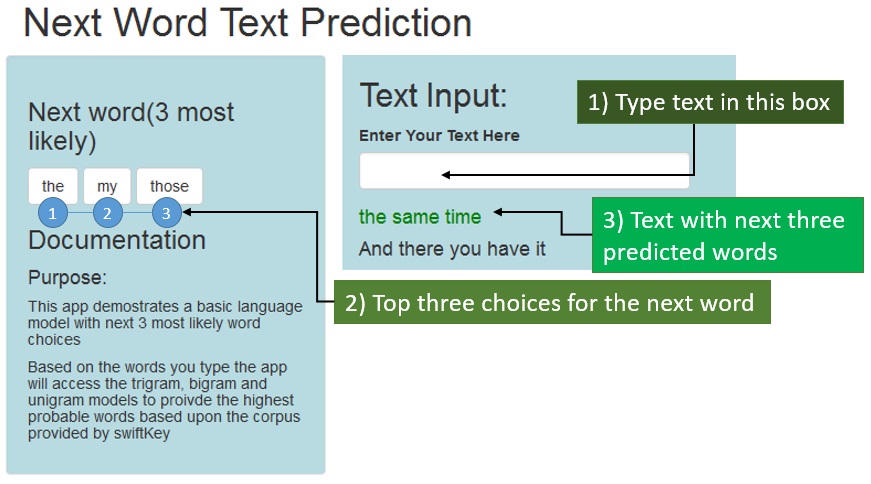 Next Word Text Prediction
Next word(3 most
likely)
the my those
1 2 3
Documentation
Purpose:
This app demostrates a basic language
model with next 3 most likely word
choices
Based on the words you type the app
will access the trigram, bigram and
unigram models to proivde the highest
probable words based upon the corpus
provided by swiftKey
Text Input:
Enter Your Text Here
the same time
And there you have it
1) Type text in this box
3) Text with next three
predicted words
2) Top three choices for the next word